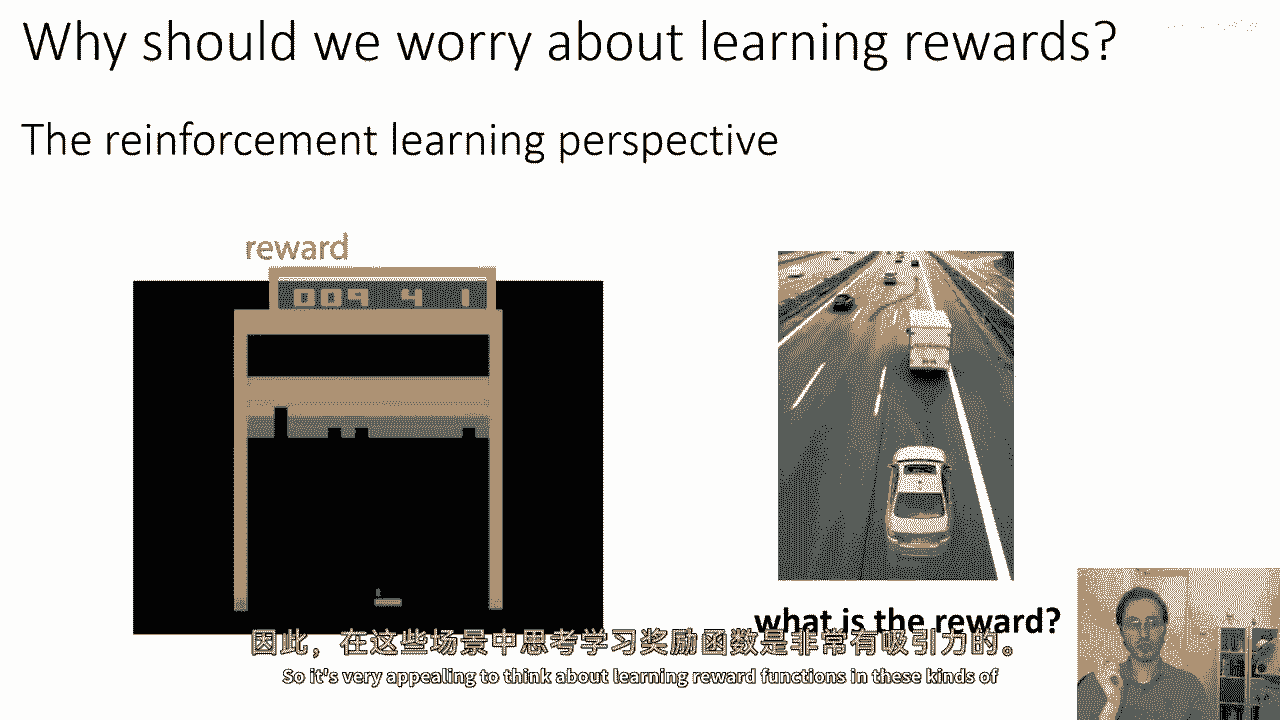 Why should we worry about learning rewards?
The reinforcement learning perspective
reward
009 4 1
what is the reward?
因此，在这些场景中思考学习奖励函数是非常有吸引力的。
So it's very appealing to think about learning reward functions in these kinds of